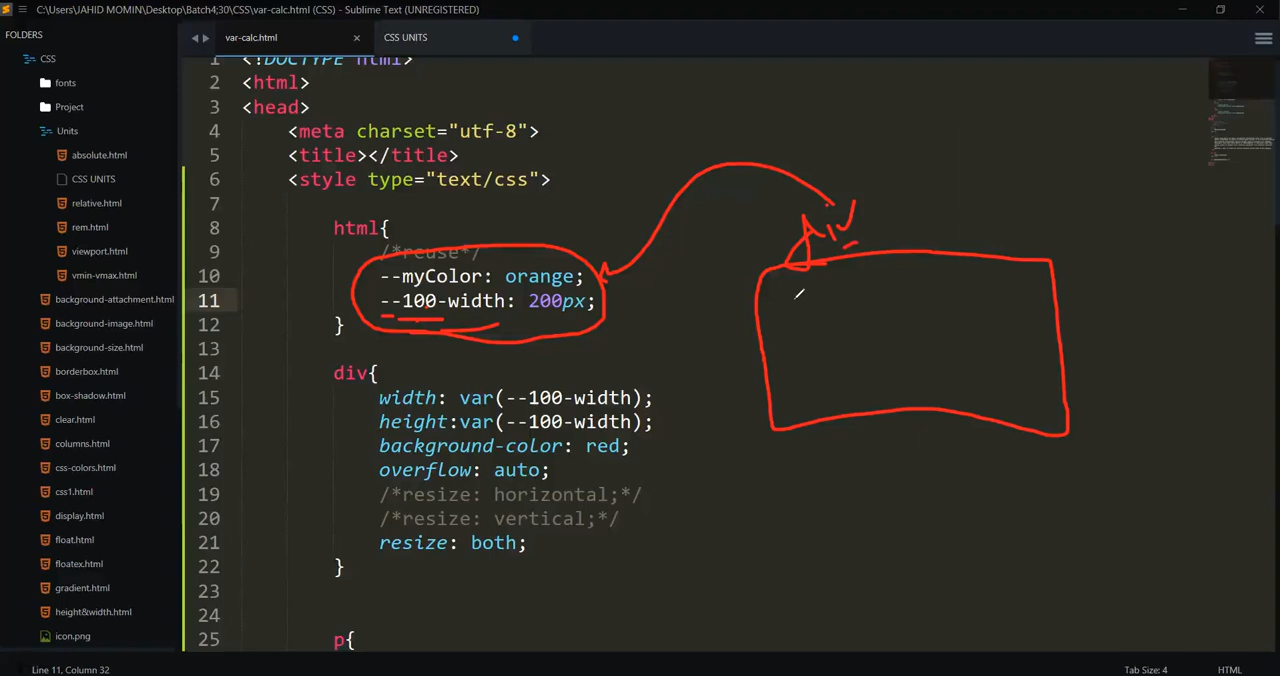 C:\Users\JAHID MOMIN\Desktop\Batch4;30\CSS\var-calc.html (CSS) - Sublime Text (UNREGISTERED)
FOLDERS
CSS
fonts
Project
Units
absolute.html
CSS UNITS
relative.html
rem.html
viewport.html
vmin-vmax.html
background-attachment.html
background-image.html
background-size.html
borderbox.html
box-shadow.html
clear.html
columns.html
css-colors.html
css1.html
display.html
float.html
floatex.html
gradient.html
height&width.html
icon.png
var-calc.html
CSS UNITS
1 <!DOCTYPE html>
2 <html>
3 <head>
4 <meta charset="utf-8">
5 <title></title>
6 <style type="text/css">
7
8 html{
9 /*reuse*/
10 --myColor: orange;
11 --100-width: 200px;
12 }
13
14 div{
15 width: var(--100-width);
16 height:var(--100-width);
17 background-color: red;
18 overflow: auto;
19 /*resize: horizontal;*/
20 /*resize: vertical;*/
21 resize: both;
22 }
23
24
25 p{
div
Line 11, Column 32
Tab Size: 4
HTML